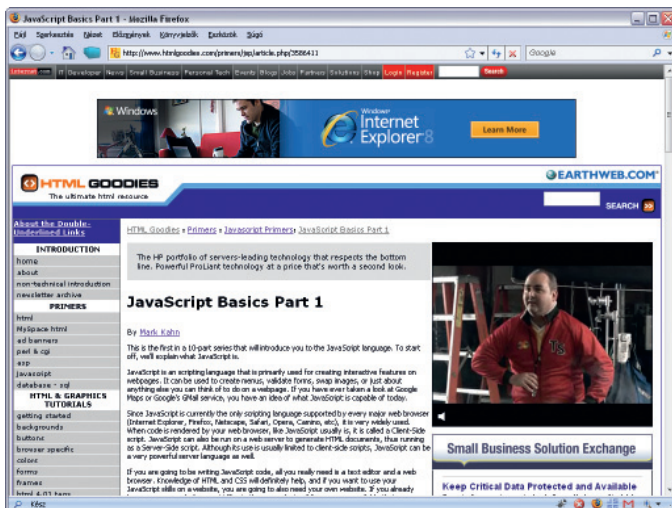 JavaScript Basics Part 1 - Mozilla Firefox
Fájl Szerkesztés Nézet Előzmények Könyvjelzők Eszközök Súgó
http://www.htmlgoodies.com/primers/jsp/article.php/3586411
Google
internet.com IT Developer News Small Business Personal Tech Events Blogs Jobs Partners Solutions Shop Login Register Search
Windows
Windows
Internet
Explorer 8
Learn More
HTML GOODIES
The ultimate html resource
EARTHWEB.COM
SEARCH
About the Double-
Underlined Links
INTRODUCTION
home
about
non-technical introduction
newsletter archive
PRIMERS
html
MySpace html
ad banners
perl & cgi
asp
javascript
database - sql
HTML & GRAPHICS
TUTORIALS
getting started
backgrounds
buttons
browser specific
colors
forms
frames
html 4.01 tags
HTML Goodies : Primers : Javascript Primers: JavaScript Basics Part 1
The HP portfolio of servers-leading technology that respects the bottom
line. Powerful ProLiant technology at a price that's worth a second look.
JavaScript Basics Part 1
By Mark Kahn
This is the first in a 10-part series that will introduce you to the JavaScript language. To start
off, we'll explain what JavaScript is.
JavaScript is an scripting language that is primarily used for creating interactive features on
webpages. It can be used to create menus, validate forms, swap images, or just about
anything else you can think of to do on a webpage. If you have ever taken a look at Google
Maps or Google's GMail service, you have an idea of what JavaScript is capable of today.
Since JavaScript is currently the only scripting language supported by every major web browser
(Internet Explorer, Firefox, Netscape, Safari, Opera, Camino, etc), it is very widely used.
When code is rendered by your web browser, like JavaScript usually is, it is called a Client-Side
script. JavaScript can also be run on a web server to generate HTML documents, thus running
as a Server-Side script. Although its use is usually limited to client-side scripts, JavaScript can be
a very powerful server language as well.
If you are going to be writing JavaScript code, all you really need is a text editor and a web
browser. Knowledge of HTML and CSS will definitely help, and if you want to use your
JavaScript skills on a website, you are going to also need your own website. If you already
TS
Small Business Solution Exchange
Keep Critical Data Protected and Available
Kész